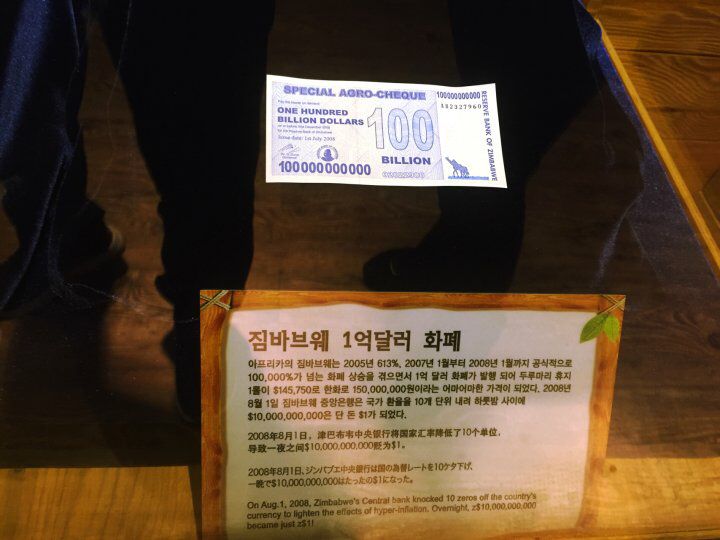 SPECIAL AGRO-CHEQUE
100000000000
ONE HUNDRED
BILLION DOLLARS
Issue date: 1st July 2008
100
BILLION
100000000000
RESERVE BANK OF ZIMBABWE
짐바브웨 1억달러 화폐
아프리카의 짐바브웨는 2005년 613%, 2007년 1월부터 2008년 1월까지 공식적으로
100,000%가 넘는 화폐 상승을 겪으면서 1억 달러 화폐가 발행 되어 두루마리 휴지
1롤이 $145,750로 한화로 150,000,000원이라는 어마어마한 가격이 되었다. 2008년
8월 1일 짐바브웨 중앙은행은 국가 환율을 10개 단위 내려 하룻밤 사이에
$10,000,000,000은 단 돈 $1가 되었다.
2008年8月1日，津巴布韦中央银行将国家汇率降低了10个单位，
导致一夜之间$10,000,000,000贬为$1。
2008年8月1日、ジンバブエ中央銀行は国の為替レートを10ケタ下げ、
一晩で$10,000,000,000はたったの$1になった。
On Aug.1, 2008, Zimbabwe's Central bank knocked 10 zeros off the country's
currency to lighten the effects of hyper-inflation. Overnight, z$10,000,000,000
became just z$1!